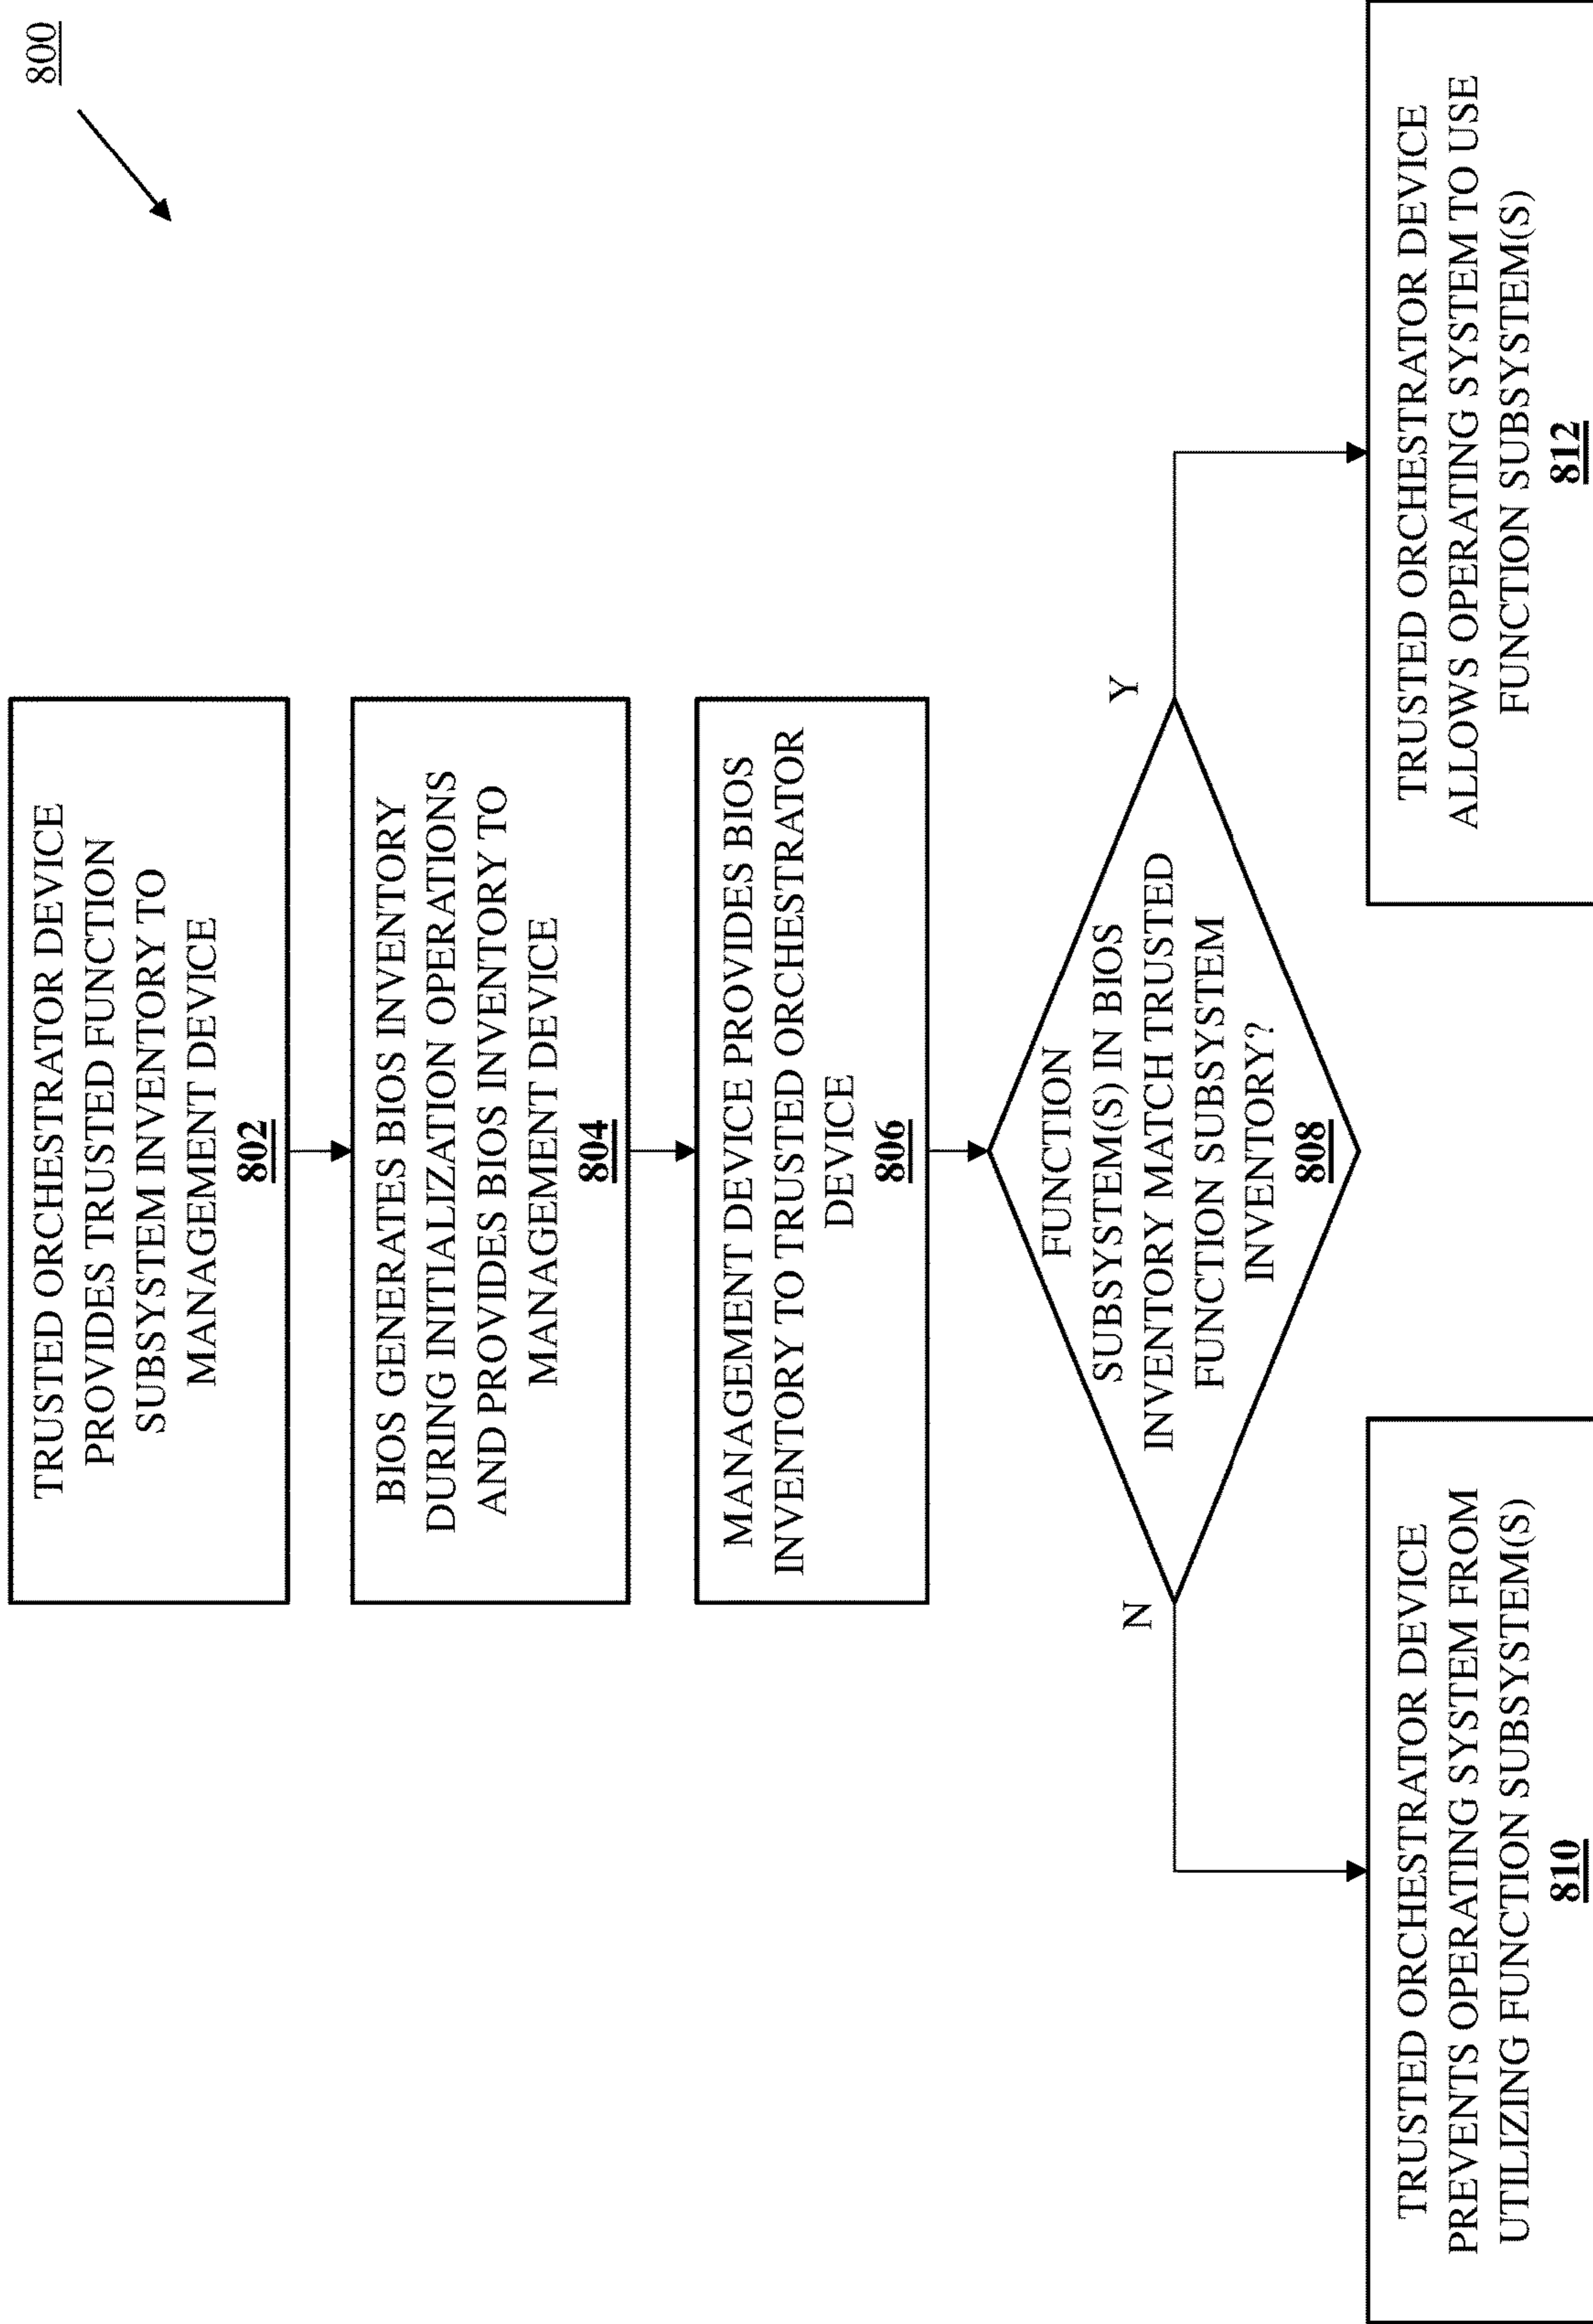 800
TRUSTED ORCHESTRATOR DEVICE
PROVIDES TRUSTED FUNCTION
SUBSYSTEM INVENTORY TO
MANAGEMENT DEVICE
802
BIOS GENERATES BIOS INVENTORY
DURING INITIALIZATION OPERATIONS
AND PROVIDES BIOS INVENTORY TO
MANAGEMENT DEVICE
804
MANAGEMENT DEVICE PROVIDES BIOS
INVENTORY TO TRUSTED ORCHESTRATOR
DEVICE
806
FUNCTION
SUBSYSTEM(S) IN BIOS
INVENTORY MATCH TRUSTED
FUNCTION SUBSYSTEM
INVENTORY?
808
N
Y
TRUSTED ORCHESTRATOR DEVICE
PREVENTS OPERATING SYSTEM FROM
UTILIZING FUNCTION SUBSYSTEM(S)
810
TRUSTED ORCHESTRATOR DEVICE
ALLOWS OPERATING SYSTEM TO USE
FUNCTION SUBSYSTEM(S)
812